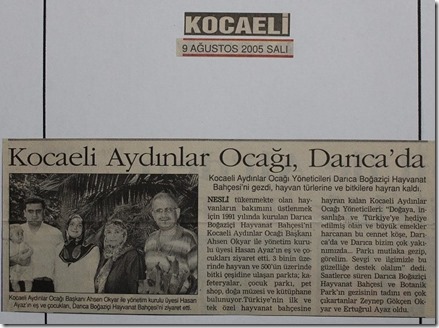 KOCAELİ
9 AĞUSTOS 2005 SALI
Kocaeli Aydınlar Ocağı, Darıca'da
Kocaeli Aydınlar Ocağı Yöneticileri Darıca Boğaziçi Hayvanat
Bahçesi'ni gezdi, hayvan türlerine ve bitkilere hayran kaldı.
NESLİ tükenmekte olan hay-
vanların bakımını üstlenmek
için 1991 yılında kurulan Darıca
Boğaziçi Hayvanat Bahçesi'ni
Kocaeli Aydınlar Ocağı Başkanı
Ahsen Okyar ile yönetim kuru-
lu üyesi Hasan Ayaz'ın eş ve ço-
cukları ziyaret etti. 3 binin üzerin-
de hayvan ve 600'ün üzerinde
bitki çeşidine ulaşan parkta; ka-
feteryalar, çocuk parkı, pet
shop, doğa müzesi ve kütüphane
bulunuyor.Türkiye'nin ilk
ve tek özel hayvanat bahçesine
hayran kalan Kocaeli Aydınlar
Ocağı Yöneticileri; "Doğaya, in-
sanlığa ve Türkiye'ye hediye
edilmiş olan ve büyük emekler
harcanan bu cennet köşe, Darı-
ca'da ve Darıca bizim çok yakı-
nımızda... Parkı mutlaka gezip,
görelim. Sevgi ve ilgimizle bu
güzelliğe destek olalım" dedi.
Saatlerce süren Darıca Hayvanat
Bahçesi ve Botanik
Park'ın gezisinin tadını en çok
çıkartanlar Zeynep Gökçen Ok-
yar ve Ertuğrul Ayaz oldu.
Kocaeli Aydınlar Ocağı Başkanı Ahsen Okyar ile yönetim kurulu üyesi Hasan
Ayaz'ın eş ve çocukları, Darıca Boğaziçi Hayvanat Bahçesi'ni ziyaret etti.